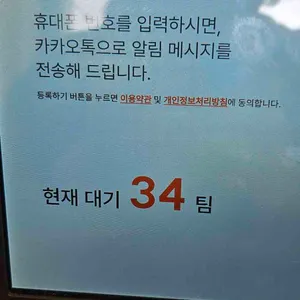 휴대폰 번호를 입력하시면,
카카오톡으로 알림 메시지를
전송해 드립니다.
등록하기 버튼을 누르면 이용약관 및 개인정보처리방침에 동의합니다.
현재 대기 34 팀